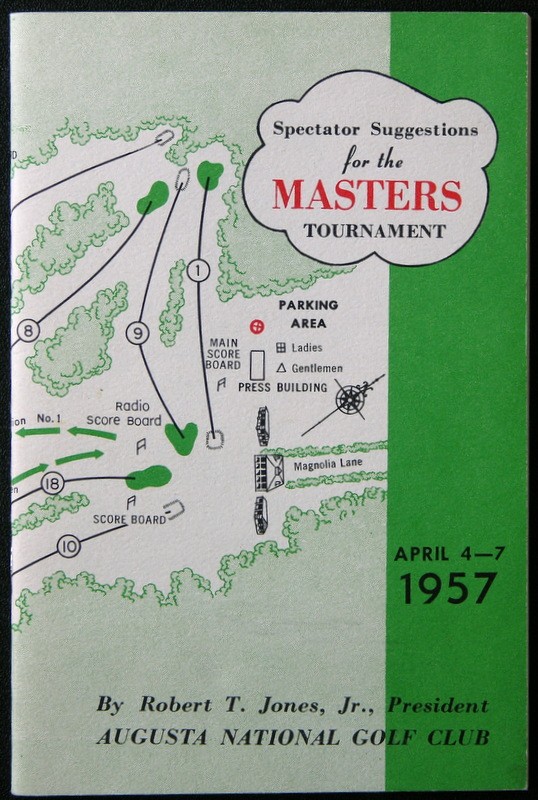 Spectator Suggestions
for the
MASTERS
TOURNAMENT
1
PARKING
AREA
8
9
MAIN
SCORE
BOARD
Ladies
Gentlemen
PRESS BUILDING
Radio
Score Board
No.1
Magnolia Lane
18
SCORE BOARD
10
APRIL 4—7
1957
By Robert T. Jones, Jr., President
AUGUSTA NATIONAL GOLF CLUB